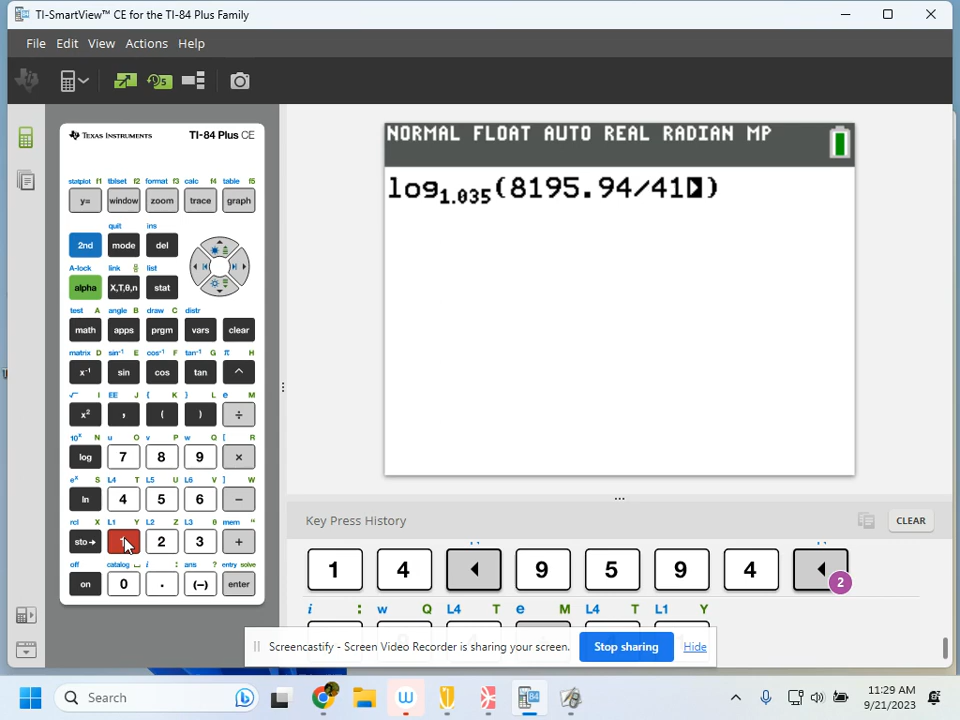 TI-SmartView™ CE for the TI-84 Plus Family
File Edit View Actions Help
TEXAS INSTRUMENTS TI-84 Plus CE
statplot f1 tblset f2 format f3 calc f4 table f5
y= window zoom trace graph
quit ins
2nd mode del
A-lock link list
alpha X,T,θ,n stat
test A angle B draw C distr
math apps prgm vars clear
matrix D sin⁻¹ E cos⁻¹ F tan⁻¹ G π H
x⁻¹ sin cos tan ^
√ I EE J { K } L e M
x² , ( ) ÷
10ˣ N u O v P w Q [ R
log 7 8 9 ×
eˣ S L4 T L5 U L6 V ] W
ln 4 5 6 −
rcl X L1 Y L2 Z L3 θ mem "
sto→ 1 2 3 +
off catalog i : ans ? entry solve
on 0 . (−) enter
NORMAL FLOAT AUTO REAL RADIAN MP
log1.035(8195.94/41)
Key Press History
CLEAR
1 4 9 5 9 4 2
i : w Q L4 T e M L4 T L1 Y
Screencastify - Screen Video Recorder is sharing your screen. Stop sharing Hide
Search
11:29 AM
9/21/2023